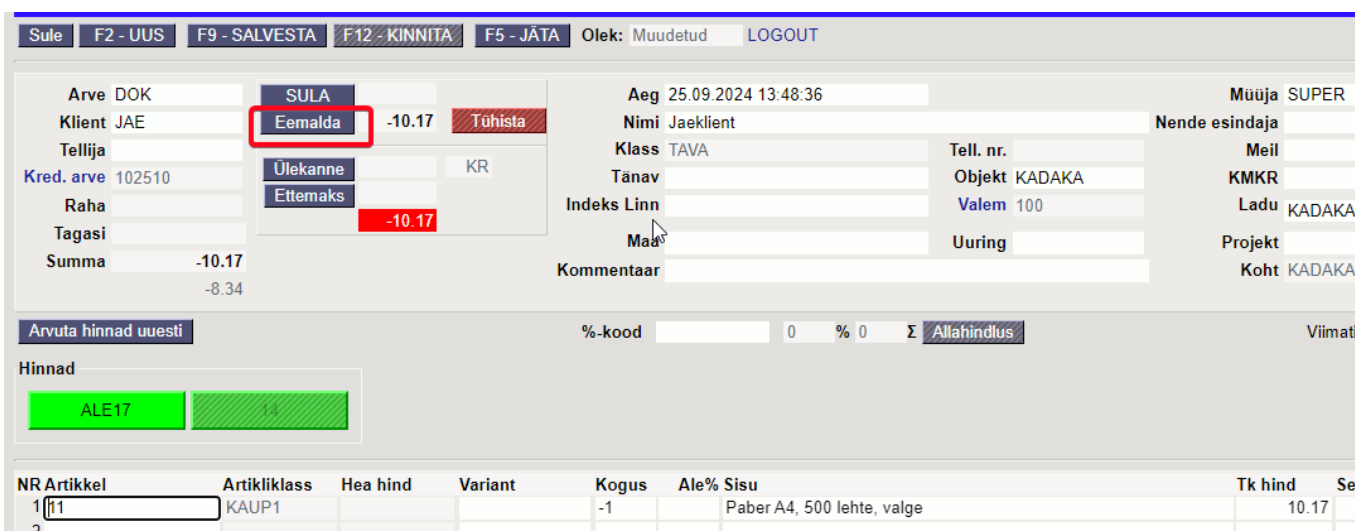 Sule F2 - UUS F9 - SALVESTA F12 - KINNITA F5 - JÄTA Olek: Muudetud LOGOUT
Arve DOK SULA Aeg 25.09.2024 13:48:36 Müüja SUPER
Klient JAE Eemalda -10.17 Tühista Nimi Jaeklient Nende esindaja
Tellija Klass TAVA Tell. nr. Meil
Kred. arve 102510 Ülekanne KR Tänav Objekt KADAKA KMKR
Raha Ettemaks Indeks Linn Valem 100 Ladu KADAKA
Tagasi -10.17 Maa Uuring Projekt
Summa -10.17 Kommentaar Koht KADAKA
-8.34
Arvuta hinnad uuesti %-kood 0 % 0 Σ Allahindlus Viimati
Hinnad
ALE17 14
NR Artikkel Artikliklass Hea hind Variant Kogus Ale% Sisu Tk hind Se
1 11 KAUP1 -1 Paber A4, 500 lehte, valge 10.17
2